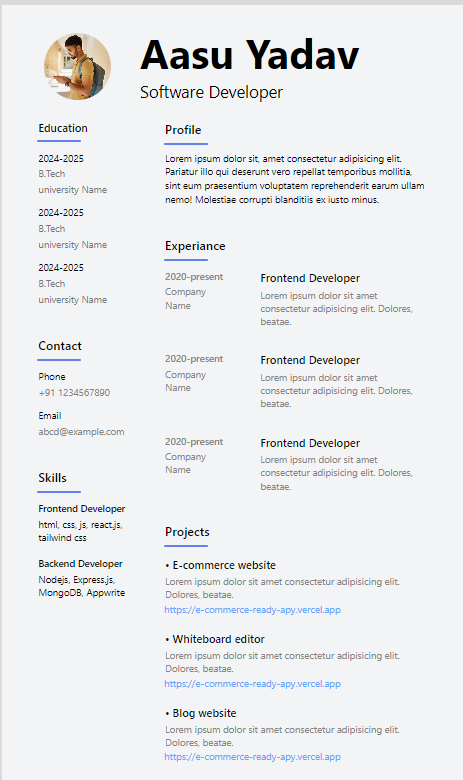 Aasu Yadav
Software Developer
Education
2024-2025
B.Tech
university Name
2024-2025
B.Tech
university Name
2024-2025
B.Tech
university Name
Contact
Phone
+91 1234567890
Email
abcd@example.com
Skills
Frontend Developer
html, css, js, react.js,
tailwind css
Backend Developer
Nodejs, Express.js,
MongoDB, Appwrite
Profile
Lorem ipsum dolor sit, amet consectetur adipisicing elit.
Pariatur illo qui deserunt vero repellat temporibus mollitia,
sint eum praesentium voluptatem reprehenderit earum ullam
nemo! Molestiae corrupti blanditiis ex iusto minus.
Experiance
2020-present
Company
Name
Frontend Developer
Lorem ipsum dolor sit amet
consectetur adipisicing elit. Dolores,
beatae.
2020-present
Company
Name
Frontend Developer
Lorem ipsum dolor sit amet
consectetur adipisicing elit. Dolores,
beatae.
2020-present
Company
Name
Frontend Developer
Lorem ipsum dolor sit amet
consectetur adipisicing elit. Dolores,
beatae.
Projects
• E-commerce website
Lorem ipsum dolor sit amet consectetur adipisicing elit.
Dolores, beatae.
https://e-commerce-ready-apy.vercel.app
• Whiteboard editor
Lorem ipsum dolor sit amet consectetur adipisicing elit.
Dolores, beatae.
https://e-commerce-ready-apy.vercel.app
• Blog website
Lorem ipsum dolor sit amet consectetur adipisicing elit.
Dolores, beatae.
https://e-commerce-ready-apy.vercel.app